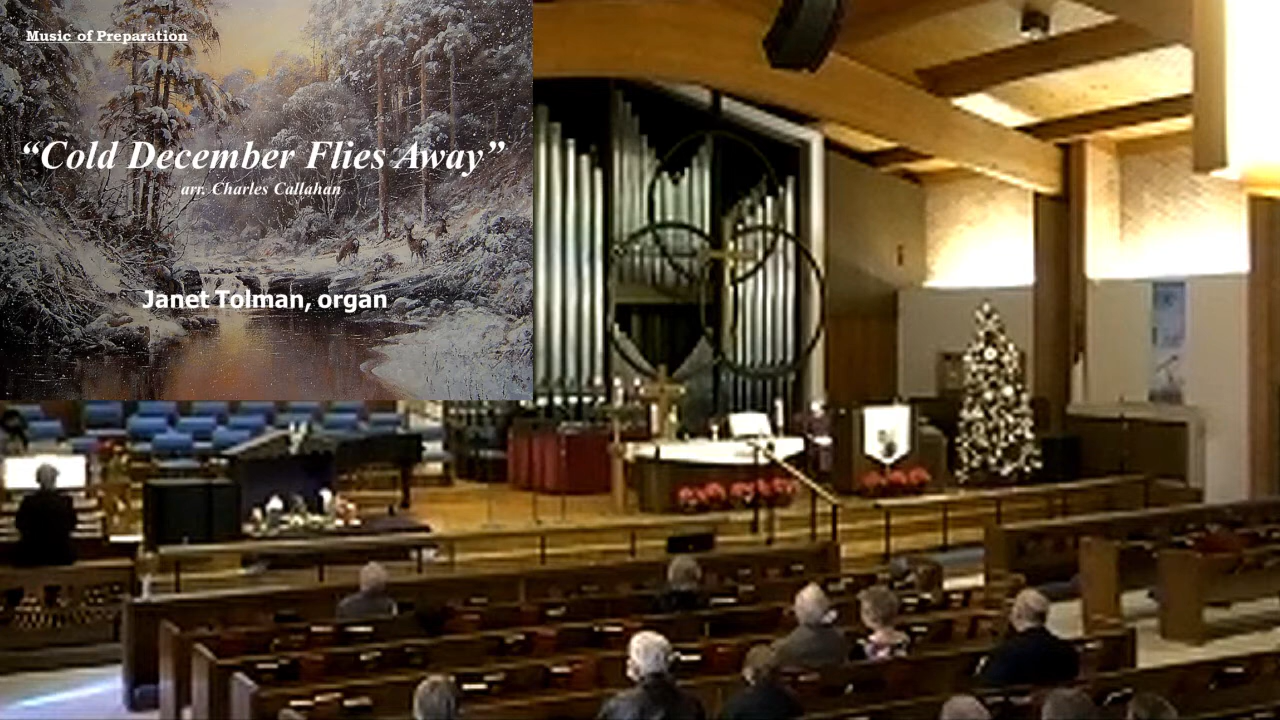 Music of Preparation
“Cold December Flies Away”
arr. Charles Callahan
Janet Tolman, organ